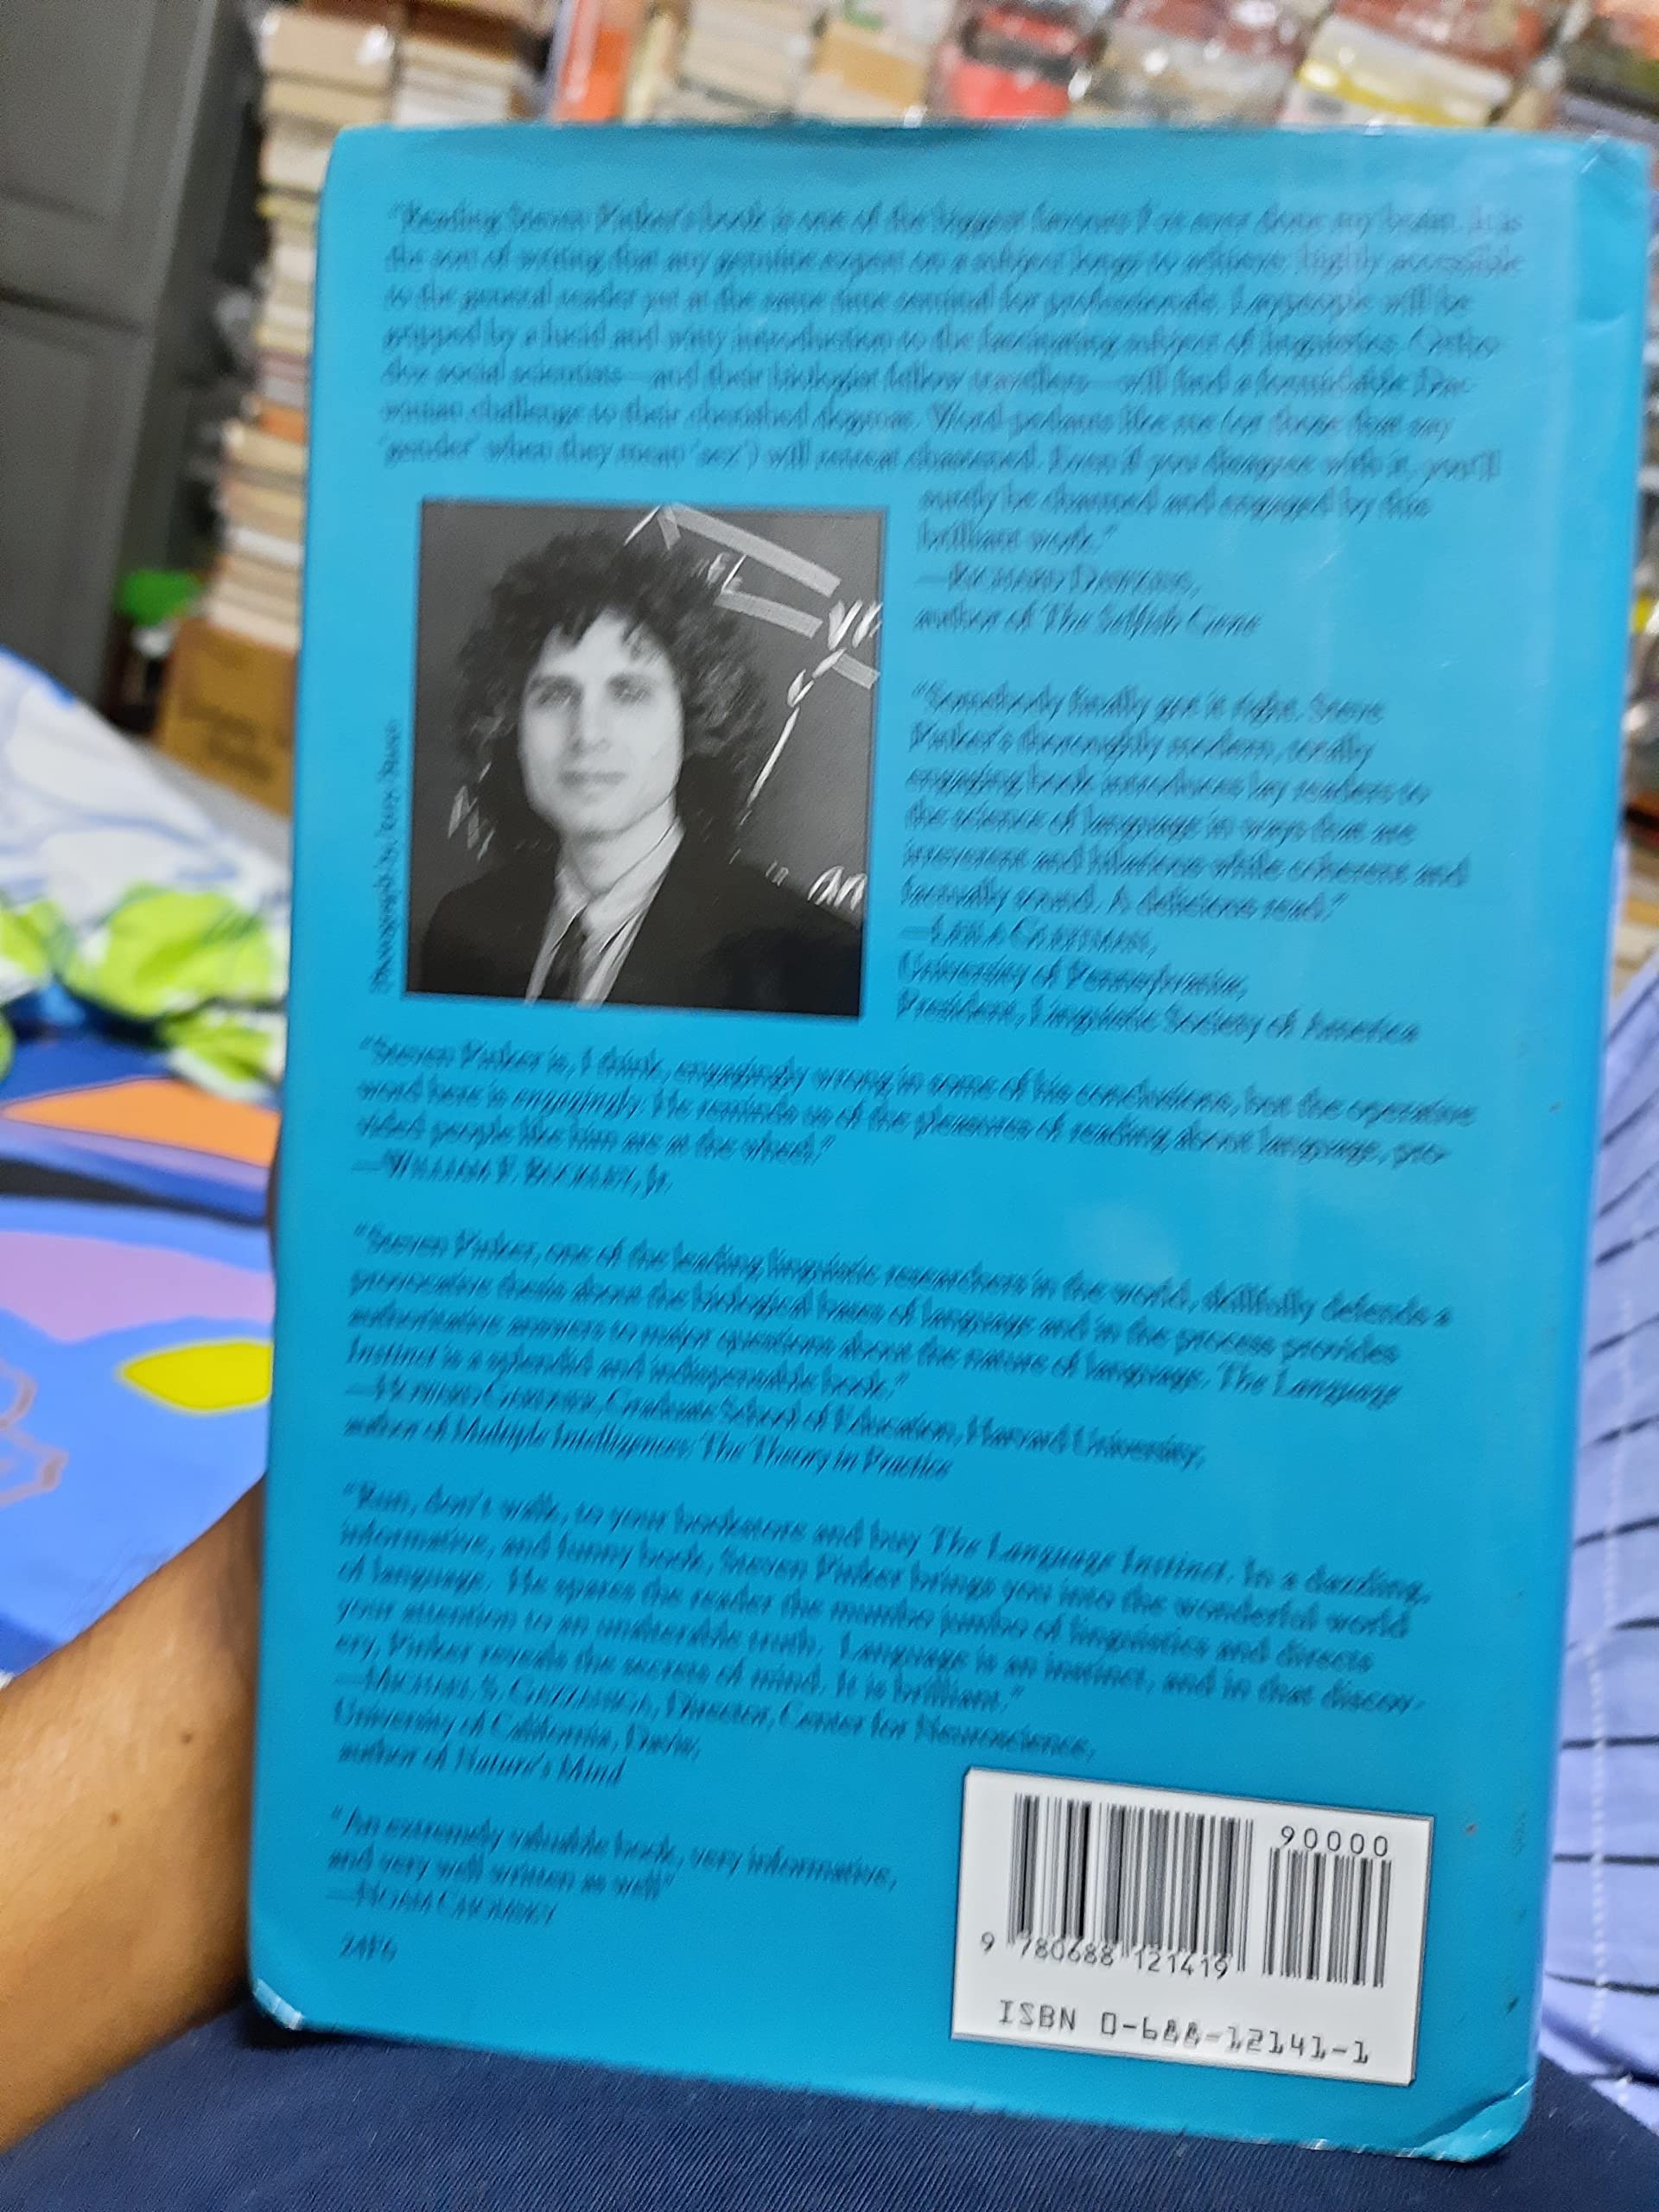 "Reading Steven Pinker's book is one of the biggest favours I've ever done my brain. It is
the sort of writing that any genuine expert on a subject longs to achieve: highly accessible
to the general reader yet at the same time seminal for professionals. Laypeople will be
gripped by a lucid and witty introduction to the fascinating subject of linguistics. Ortho-
dox social scientists—and their biologist fellow travellers—will find a formidable Dar-
winian challenge to their cherished dogmas. Word-pedants like me (or those that say
'gender' when they mean 'sex') will retreat chastened. Even if you disagree with it, you'll
surely be charmed and engaged by this
brilliant work."
—RICHARD DAWKINS,
author of The Selfish Gene
"Somebody finally got it right. Steve
Pinker's thoroughly modern, totally
engaging book introduces lay readers to
the science of language in ways that are
irreverent and hilarious while coherent and
factually sound. A delicious read."
—LILA GLEITMAN,
University of Pennsylvania,
President, Linguistic Society of America
Photograph by
"Steven Pinker is, I think, engagingly wrong in some of his conclusions, but the operative
word here is engagingly. He reminds us of the pleasures of reading about language, pro-
vided people like him are at the wheel."
—WILLIAM F. BUCKLEY, Jr.
"Steven Pinker, one of the leading linguistic researchers in the world, skillfully defends a
provocative thesis about the biological bases of language and in the process provides
authoritative answers to major questions about the nature of language. The Language
Instinct is a splendid and indispensable book."
—HOWARD GARDNER, Graduate School of Education, Harvard University,
author of Multiple Intelligences: The Theory in Practice
"Run, don't walk, to your bookstore and buy The Language Instinct. In a dazzling,
informative, and funny book, Steven Pinker brings you into the wonderful world
of language. He spares the reader the mumbo jumbo of linguistics and directs
your attention to an unalterable truth. Language is an instinct, and in that discov-
ery, Pinker reveals the secrets of mind. It is brilliant."
—MICHAEL S. GAZZANIGA, Director, Center for Neuroscience,
University of California, Davis,
author of Nature's Mind
"An extremely valuable book, very informative,
and very well written as well"
—NOAM CHOMSKY
90000
9 780688 121419
ISBN 0-688-12141-1